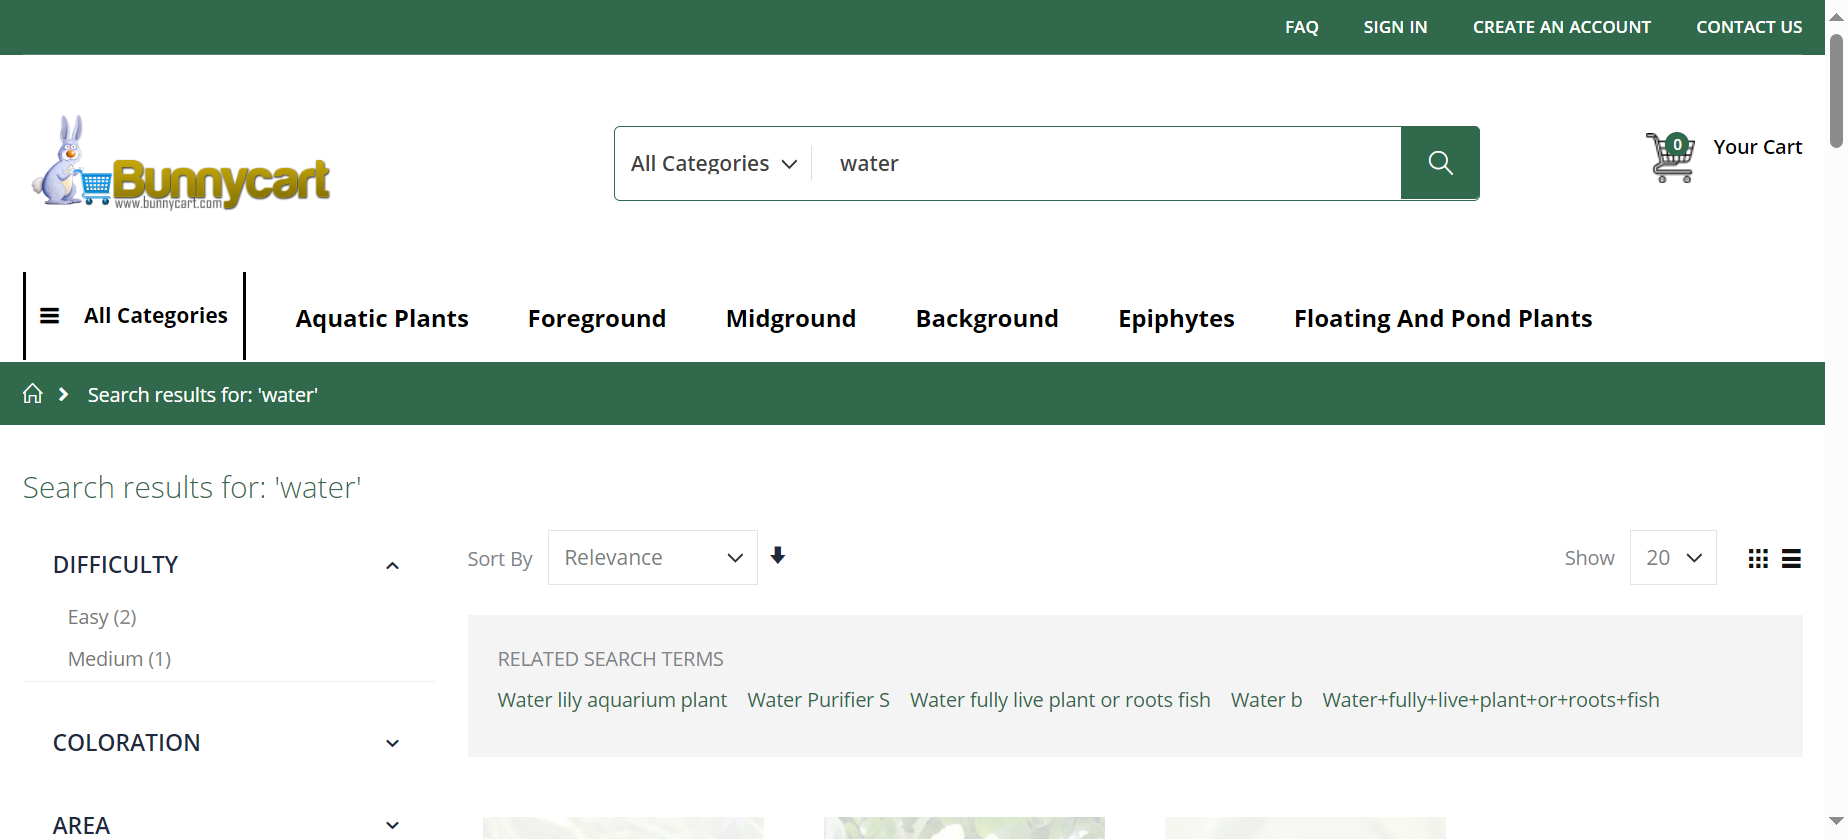 FAQ SIGN IN CREATE AN ACCOUNT CONTACT US
Bunnycart
www.bunnycart.com
All Categories water
0 Your Cart
All Categories Aquatic Plants Foreground Midground Background Epiphytes Floating And Pond Plants
Search results for: 'water'
Search results for: 'water'
DIFFICULTY
Easy (2)
Medium (1)
COLORATION
AREA
Sort By Relevance Show 20
RELATED SEARCH TERMS
Water lily aquarium plant Water Purifier S Water fully live plant or roots fish Water b Water+fully+live+plant+or+roots+fish